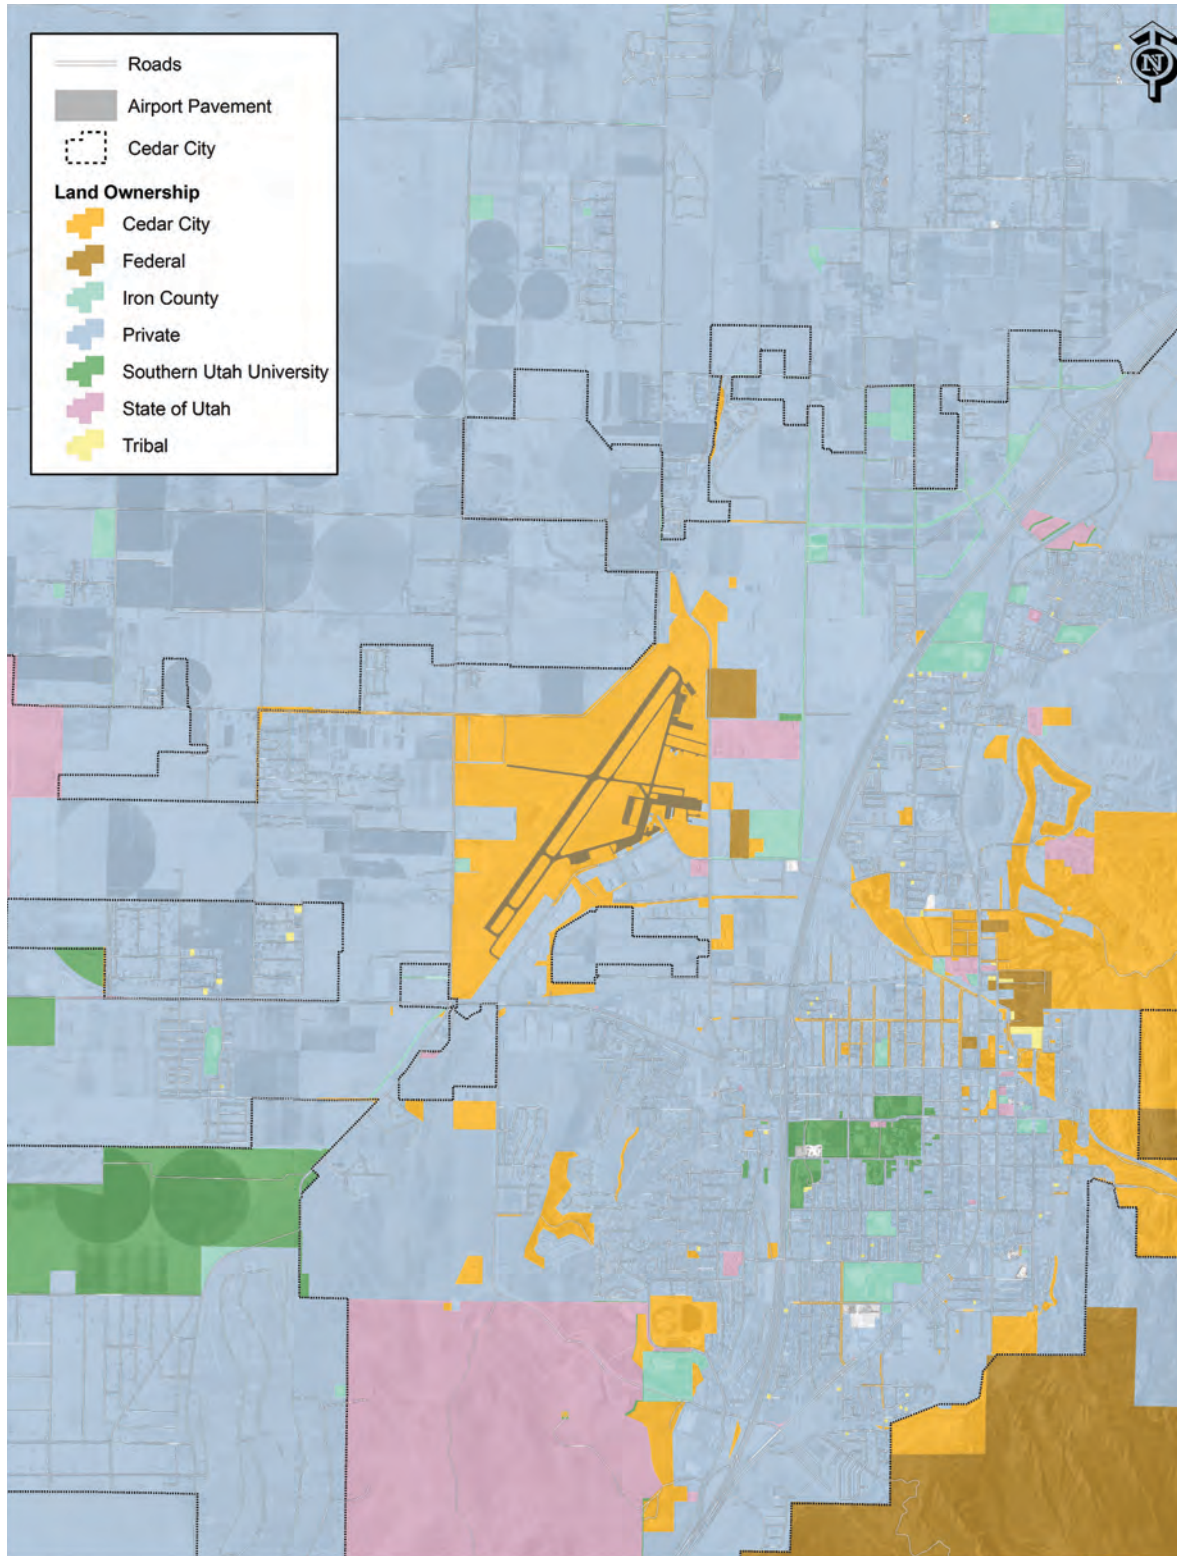 Roads
Airport Pavement
Cedar City
Land Ownership
Cedar City
Federal
Iron County
Private
Southern Utah University
State of Utah
Tribal
N